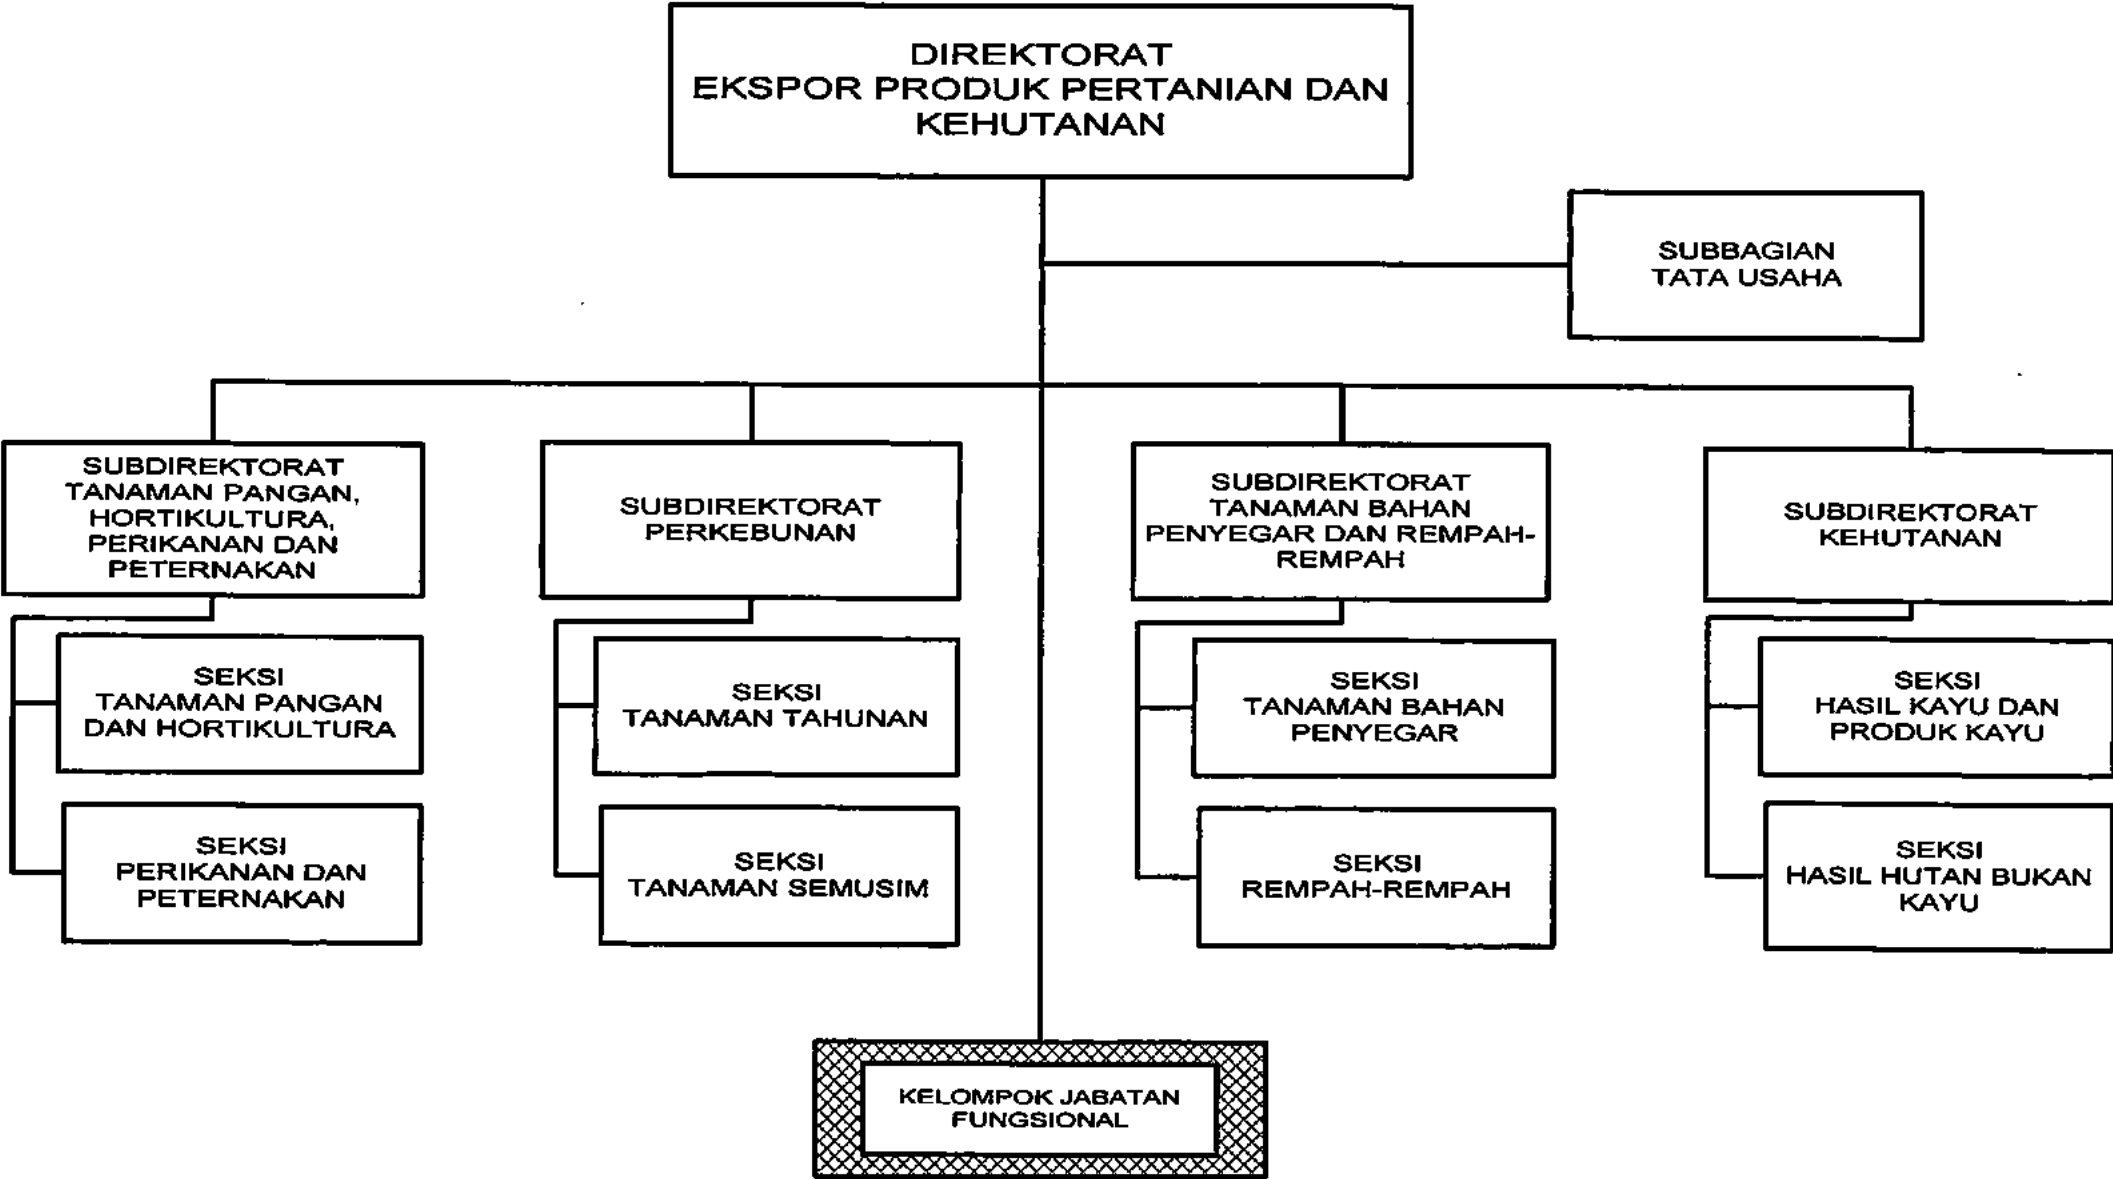 DIREKTORAT
EKSPOR PRODUK PERTANIAN DAN
KEHUTANAN
SUBBAGIAN
TATA USAHA
SUBDIREKTORAT
TANAMAN PANGAN,
HORTIKULTURA,
PERIKANAN DAN
PETERNAKAN
SUBDIREKTORAT
PERKEBUNAN
SUBDIREKTORAT
TANAMAN BAHAN
PENYEGAR DAN REMPAH-
REMPAH
SUBDIREKTORAT
KEHUTANAN
SEKSI
TANAMAN PANGAN
DAN HORTIKULTURA
SEKSI
TANAMAN TAHUNAN
SEKSI
TANAMAN BAHAN
PENYEGAR
SEKSI
HASIL KAYU DAN
PRODUK KAYU
SEKSI
PERIKANAN DAN
PETERNAKAN
SEKSI
TANAMAN SEMUSIM
SEKSI
REMPAH-REMPAH
SEKSI
HASIL HUTAN BUKAN
KAYU
KELOMPOK JABATAN
FUNGSIONAL